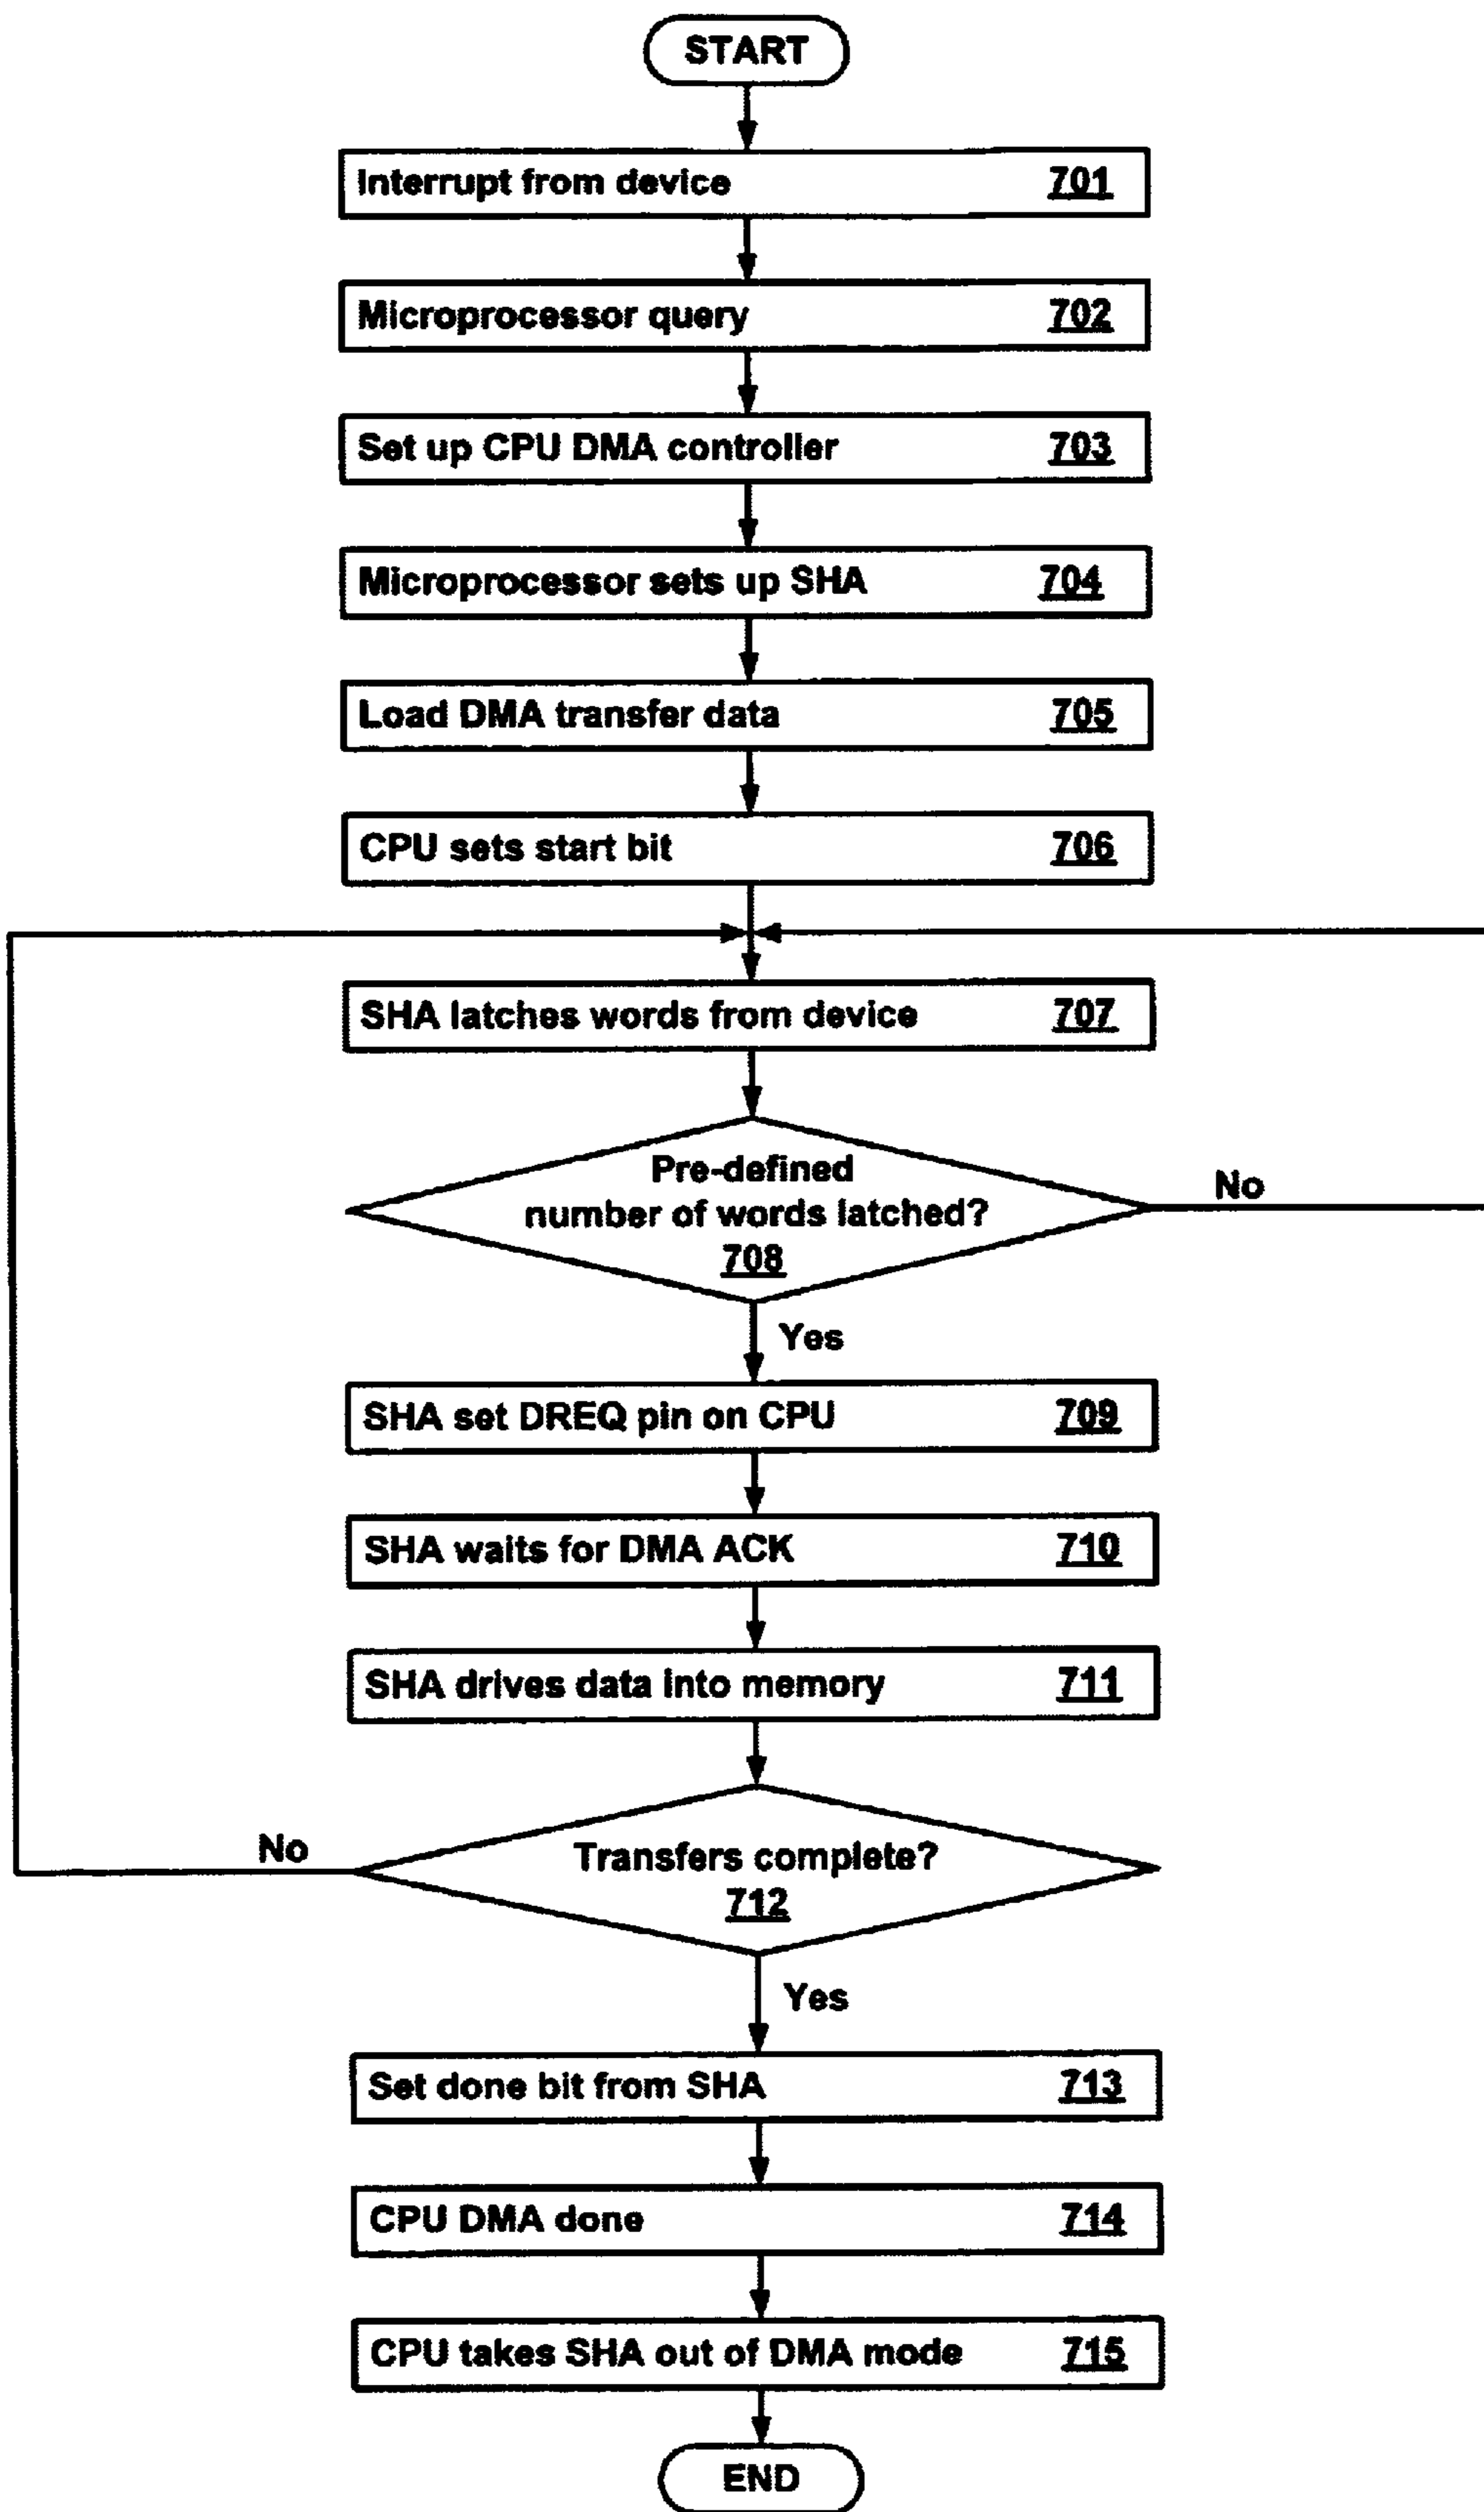 START
Interrupt from device 701
Microprocessor query 702
Set up CPU DMA controller 703
Microprocessor sets up SHA 704
Load DMA transfer data 705
CPU sets start bit 706
SHA latches words from device 707
Pre-defined
number of words latched?
708
No
Yes
SHA set DREQ pin on CPU 709
SHA waits for DMA ACK 710
SHA drives data into memory 711
No
Transfers complete?
712
Yes
Set done bit from SHA 713
CPU DMA done 714
CPU takes SHA out of DMA mode 715
END